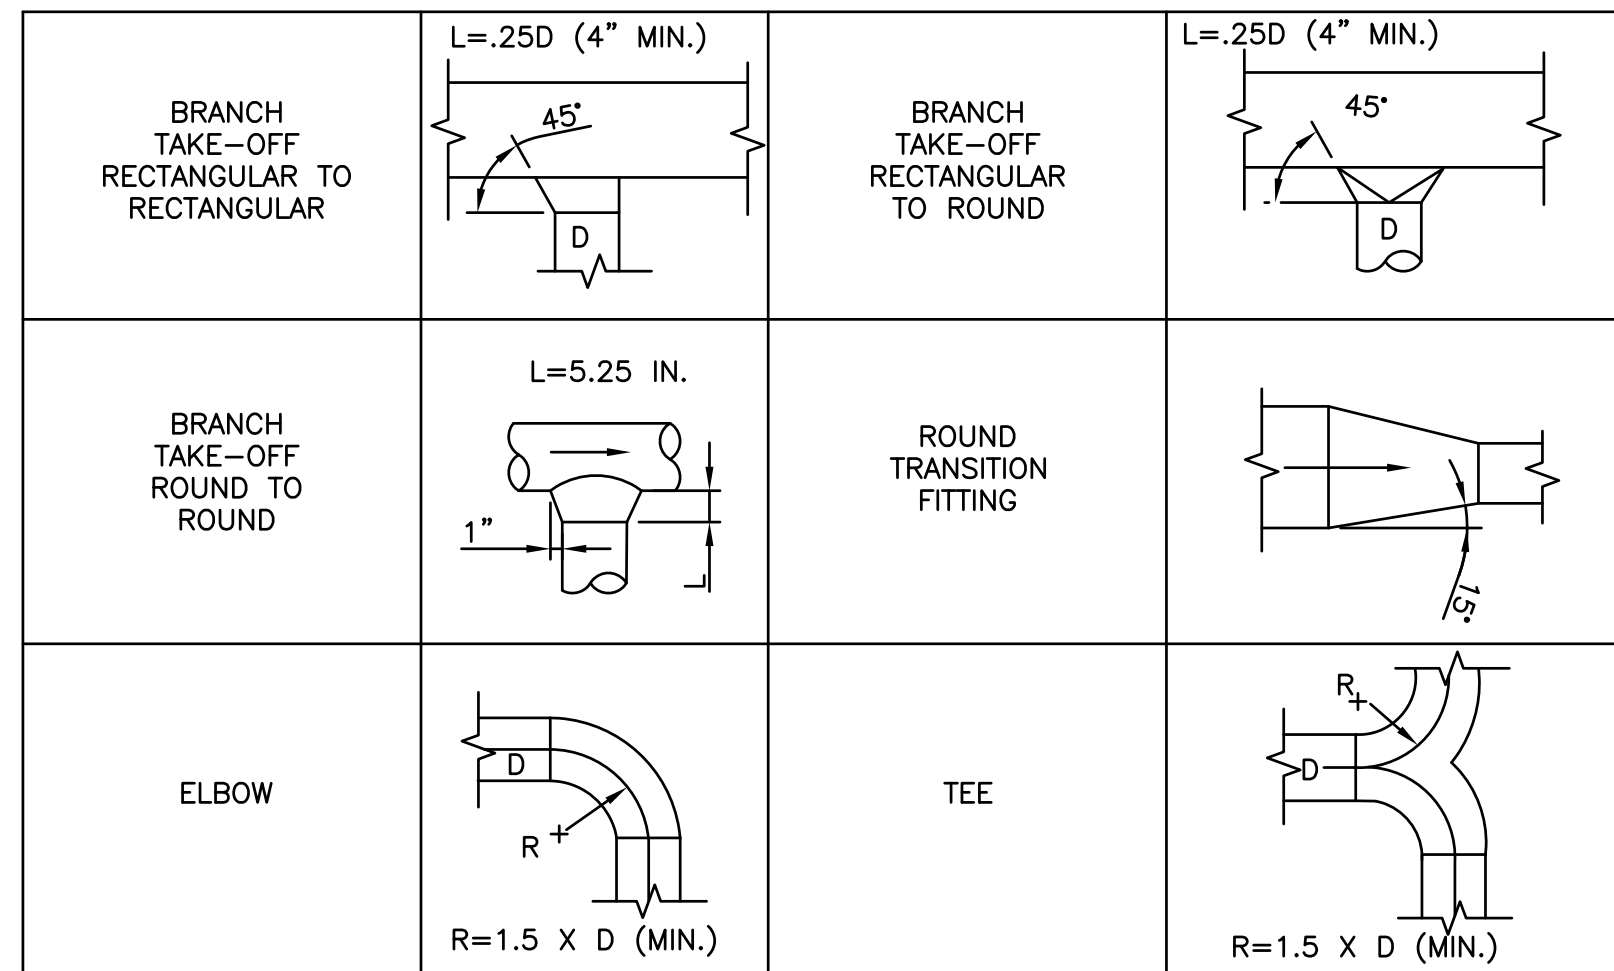 BRANCH
TAKE-OFF
RECTANGULAR TO
RECTANGULAR
L=.25D (4” MIN.)
45°
D
BRANCH
TAKE-OFF
RECTANGULAR
TO ROUND
L=.25D (4” MIN.)
45°
D
BRANCH
TAKE-OFF
ROUND TO
ROUND
L=5.25 IN.
1”
L
ROUND
TRANSITION
FITTING
15°
ELBOW
D
R
R=1.5 X D (MIN.)
TEE
R
D
R=1.5 X D (MIN.)